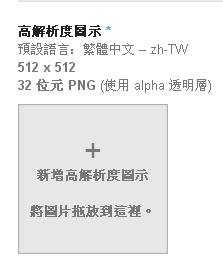 高解析度圖示 *
預設語言：繁體中文 – zh-TW
512 x 512
32 位元 PNG (使用 alpha 透明層)
+
新增高解析度圖示
將圖片拖放到這裡。